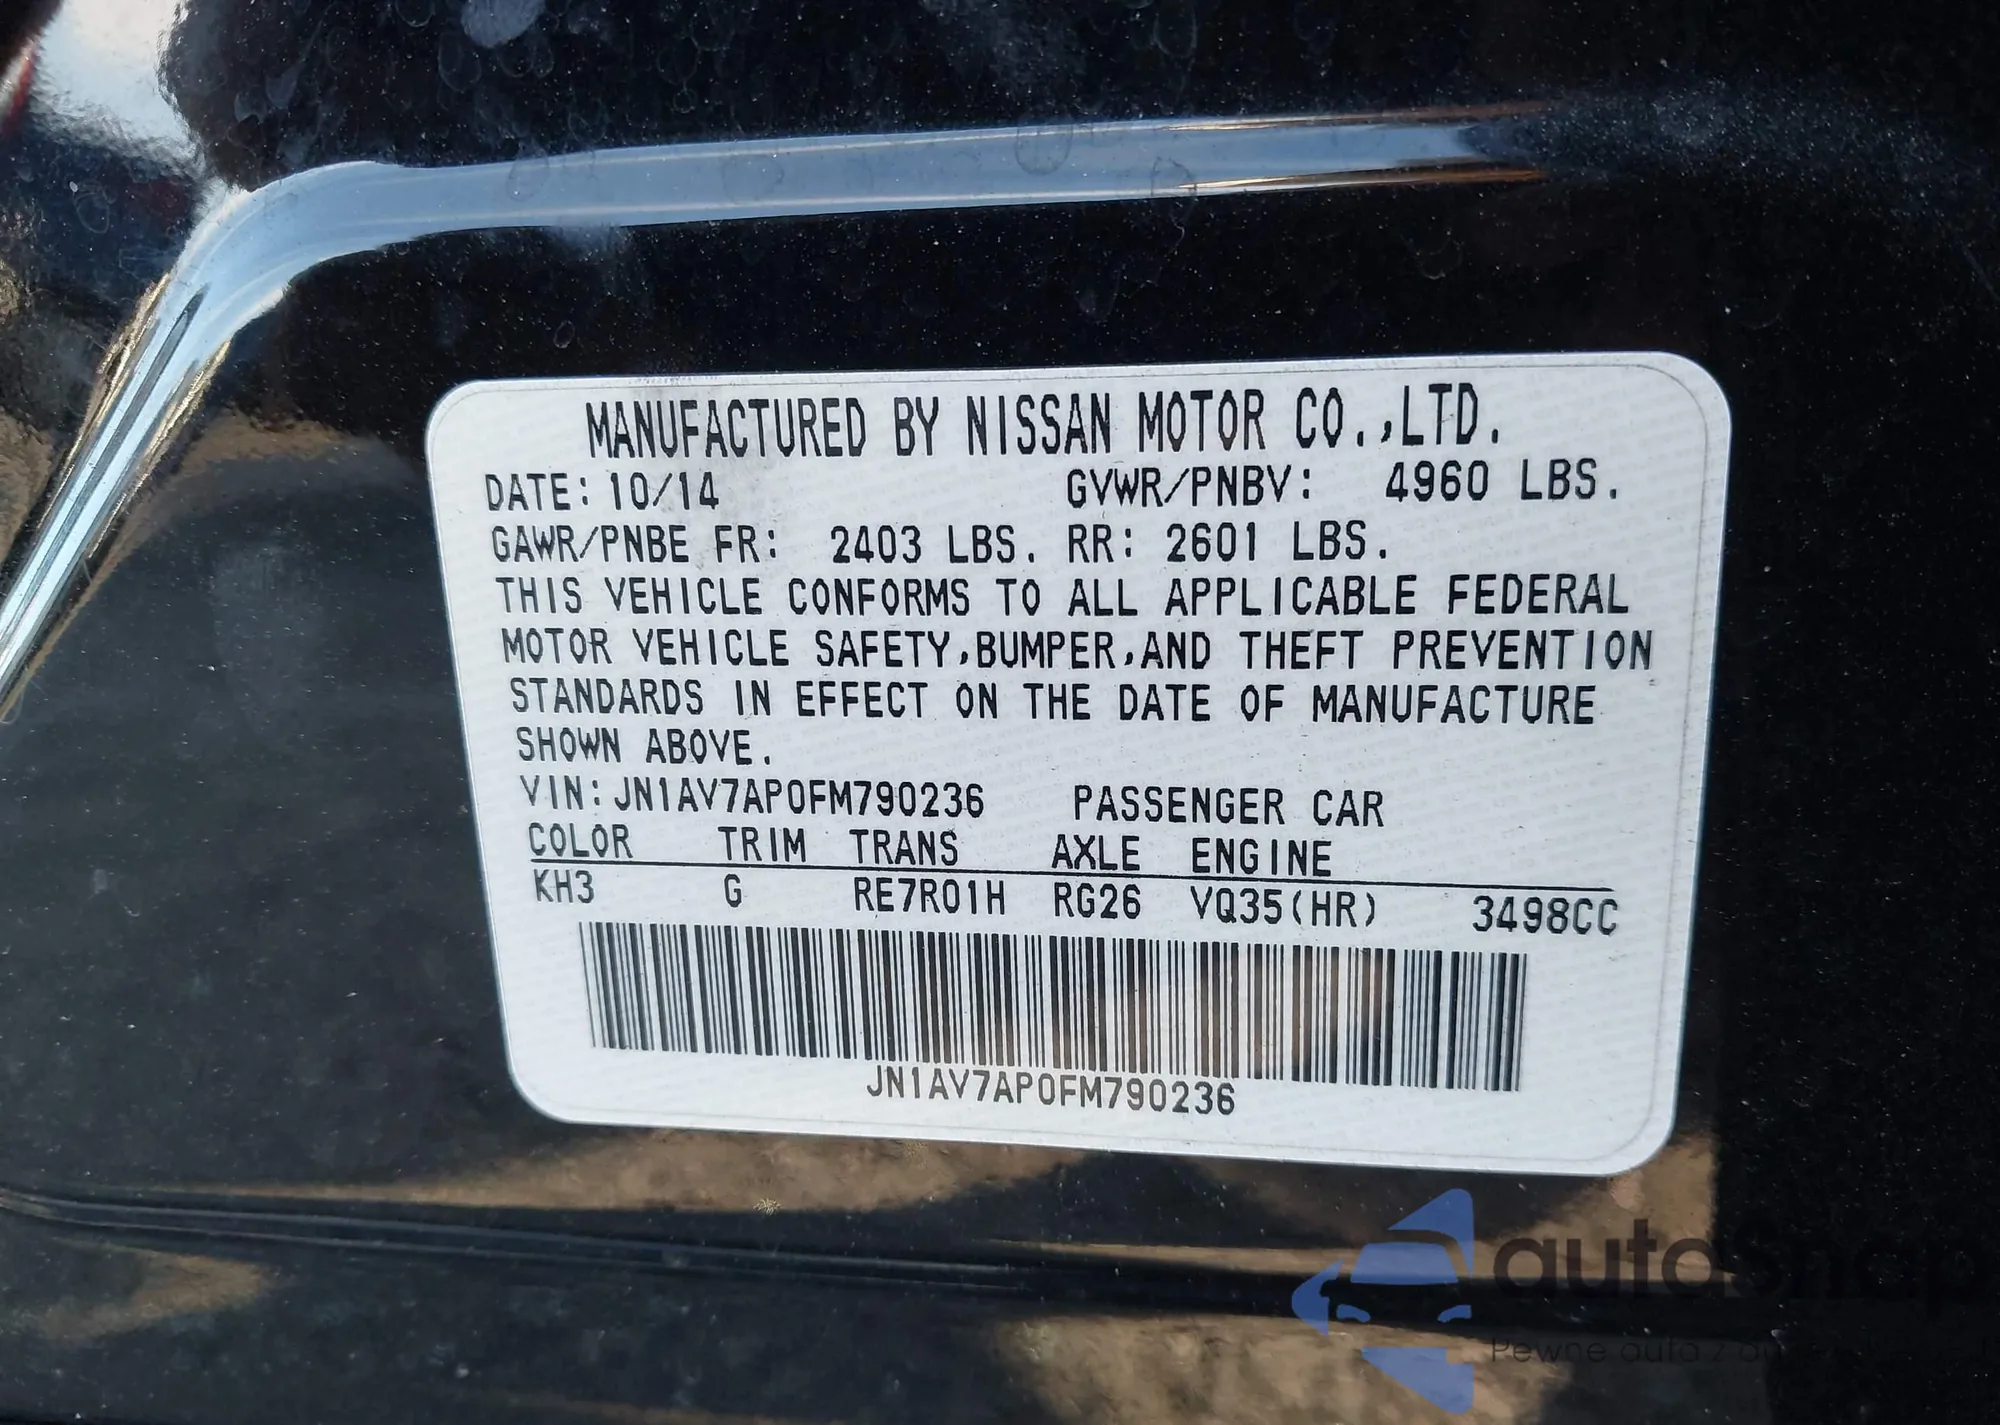 MANUFACTURED BY NISSAN MOTOR CO.,LTD.
DATE: 10/14 GVWR/PNBV: 4960 LBS.
GAWR/PNBE FR: 2403 LBS. RR: 2601 LBS.
THIS VEHICLE CONFORMS TO ALL APPLICABLE FEDERAL
MOTOR VEHICLE SAFETY,BUMPER,AND THEFT PREVENTION
STANDARDS IN EFFECT ON THE DATE OF MANUFACTURE
SHOWN ABOVE.
VIN:JN1AV7AP0FM790236 PASSENGER CAR
COLOR TRIM TRANS AXLE ENGINE
KH3 G RE7R01H RG26 VQ35(HR) 3498CC
JN1AV7AP0FM790236
autoshop
Pewne auta z